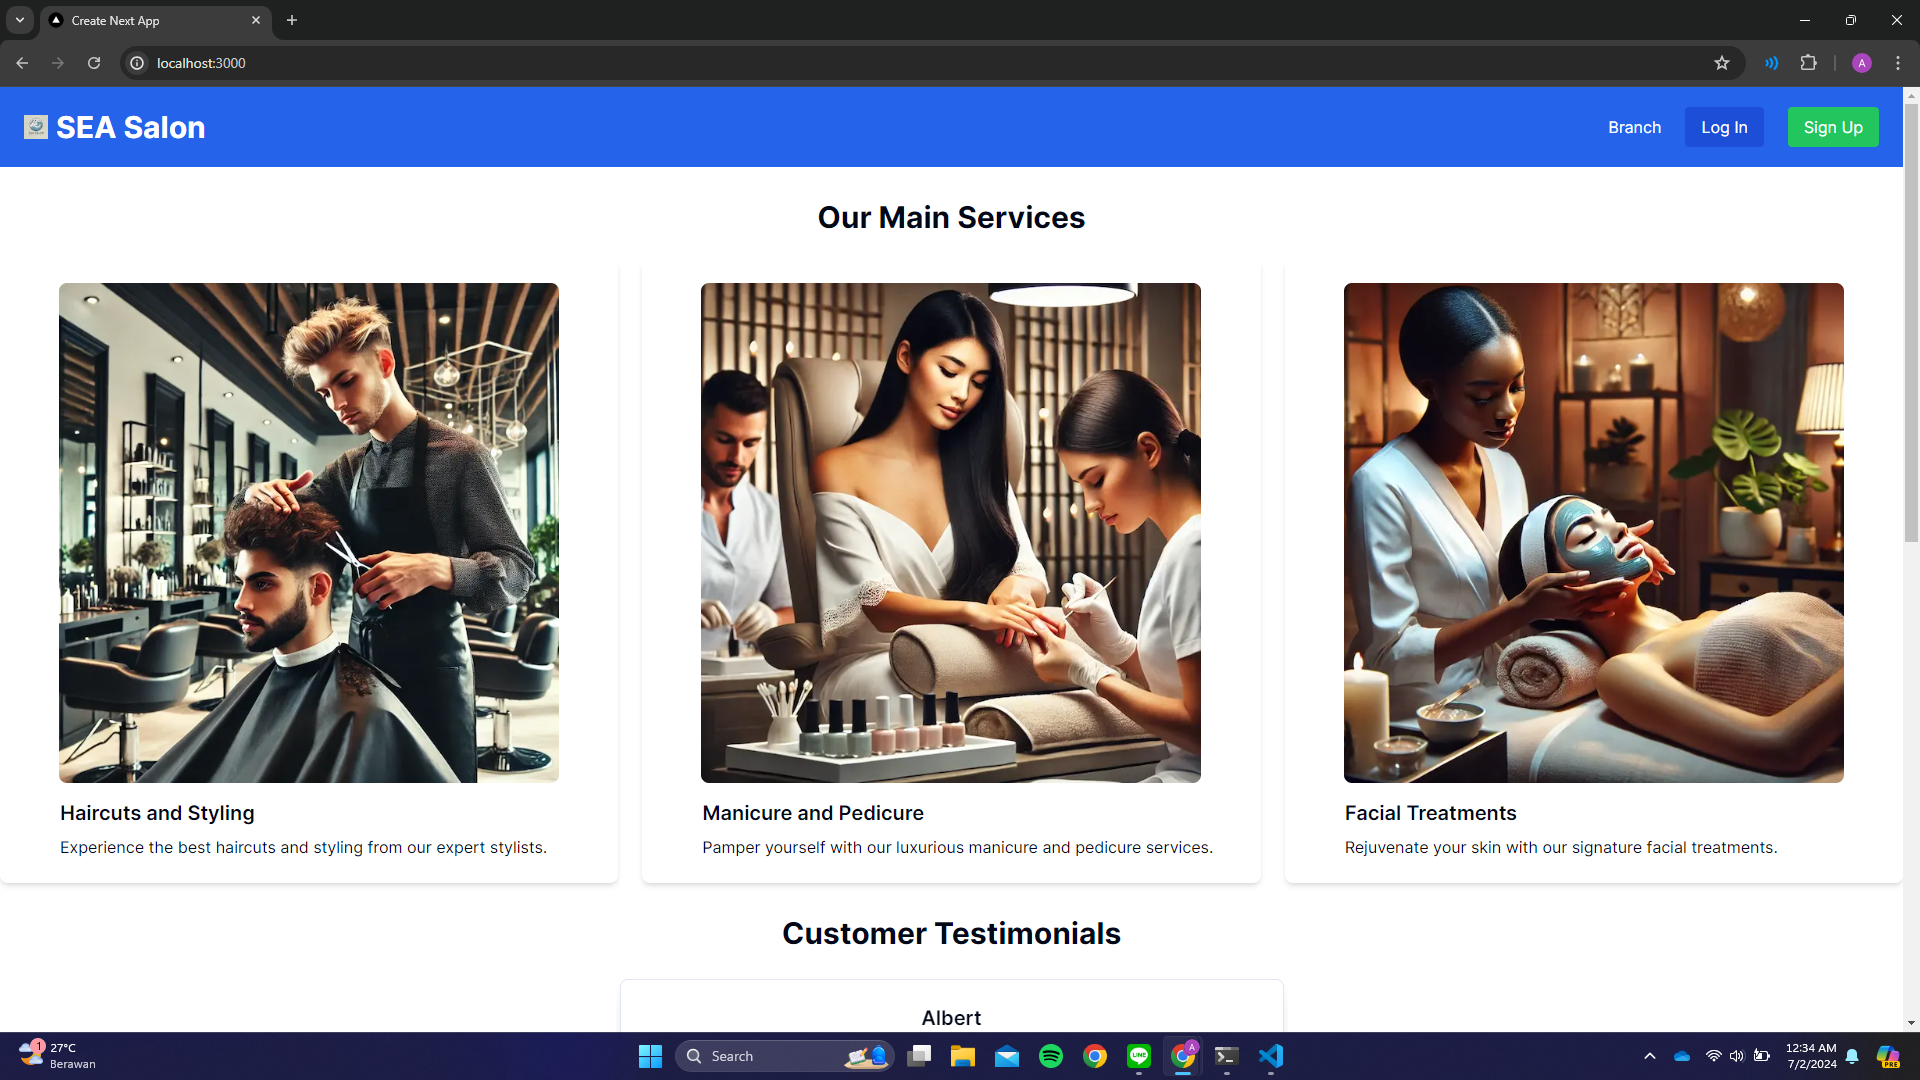 Create Next App
localhost:3000
A
SEA Salon
Branch
Log In
Sign Up
Our Main Services
Haircuts and Styling
Experience the best haircuts and styling from our expert stylists.
Manicure and Pedicure
Pamper yourself with our luxurious manicure and pedicure services.
Facial Treatments
Rejuvenate your skin with our signature facial treatments.
Customer Testimonials
Albert
1
27°C
Berawan
Search
LINE
A
PRE
12:34 AM
7/2/2024